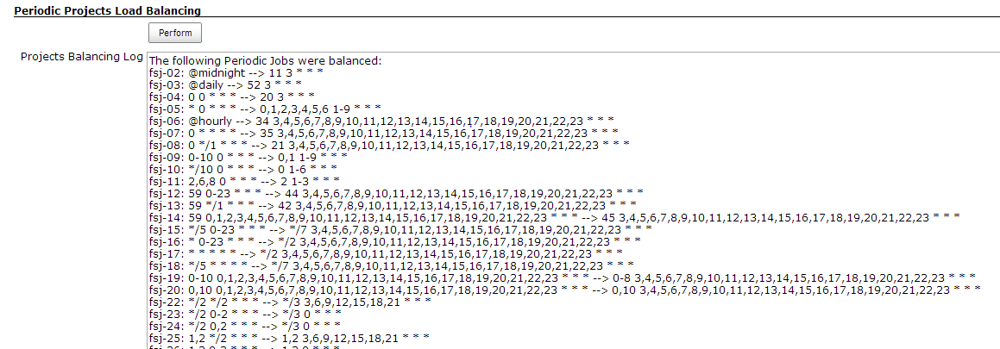 Periodic Projects Load Balancing
Perform
Projects Balancing Log
The following Periodic Jobs were balanced:
fsj-02: @midnight --> 11 3 * * *
fsj-03: @daily --> 52 3 * * *
fsj-04: 0 0 * * * --> 20 3 * * *
fsj-05: * 0 * * * --> 0,1,2,3,4,5,6 1-9 * * *
fsj-06: @hourly --> 34 3,4,5,6,7,8,9,10,11,12,13,14,15,16,17,18,19,20,21,22,23 * * *
fsj-07: 0 * * * * --> 35 3,4,5,6,7,8,9,10,11,12,13,14,15,16,17,18,19,20,21,22,23 * * *
fsj-08: 0 */1 * * * --> 21 3,4,5,6,7,8,9,10,11,12,13,14,15,16,17,18,19,20,21,22,23 * * *
fsj-09: 0-10 0 * * * --> 0,1 1-9 * * *
fsj-10: */10 0 * * * --> 0 1-6 * * *
fsj-11: 2,6,8 0 * * * --> 2 1-3 * * *
fsj-12: 59 0-23 * * * --> 44 3,4,5,6,7,8,9,10,11,12,13,14,15,16,17,18,19,20,21,22,23 * * *
fsj-13: 59 */1 * * * --> 42 3,4,5,6,7,8,9,10,11,12,13,14,15,16,17,18,19,20,21,22,23 * * *
fsj-14: 59 0,1,2,3,4,5,6,7,8,9,10,11,12,13,14,15,16,17,18,19,20,21,22,23 * * * --> 45 3,4,5,6,7,8,9,10,11,12,13,14,15,16,17,18,19,20,21,22,23 * * *
fsj-15: */5 0-23 * * * --> */7 3,4,5,6,7,8,9,10,11,12,13,14,15,16,17,18,19,20,21,22,23 * * *
fsj-16: * 0-23 * * * --> */2 3,4,5,6,7,8,9,10,11,12,13,14,15,16,17,18,19,20,21,22,23 * * *
fsj-17: * * * * * --> */2 3,4,5,6,7,8,9,10,11,12,13,14,15,16,17,18,19,20,21,22,23 * * *
fsj-18: */5 * * * * --> */7 3,4,5,6,7,8,9,10,11,12,13,14,15,16,17,18,19,20,21,22,23 * * *
fsj-19: 0-10 0,1,2,3,4,5,6,7,8,9,10,11,12,13,14,15,16,17,18,19,20,21,22,23 * * * --> 0-8 3,4,5,6,7,8,9,10,11,12,13,14,15,16,17,18,19,20,21,22,23 * * *
fsj-20: 0,10 0,1,2,3,4,5,6,7,8,9,10,11,12,13,14,15,16,17,18,19,20,21,22,23 * * * --> 0,10 3,4,5,6,7,8,9,10,11,12,13,14,15,16,17,18,19,20,21,22,23 * * *
fsj-22: */2 */2 * * * --> */3 3,6,9,12,15,18,21 * * *
fsj-23: */2 0-2 * * * --> */3 0 * * *
fsj-24: */2 0,2 * * * --> */3 0 * * *
fsj-25: 1,2 */2 * * * --> 1,2 3,6,9,12,15,18,21 * * *